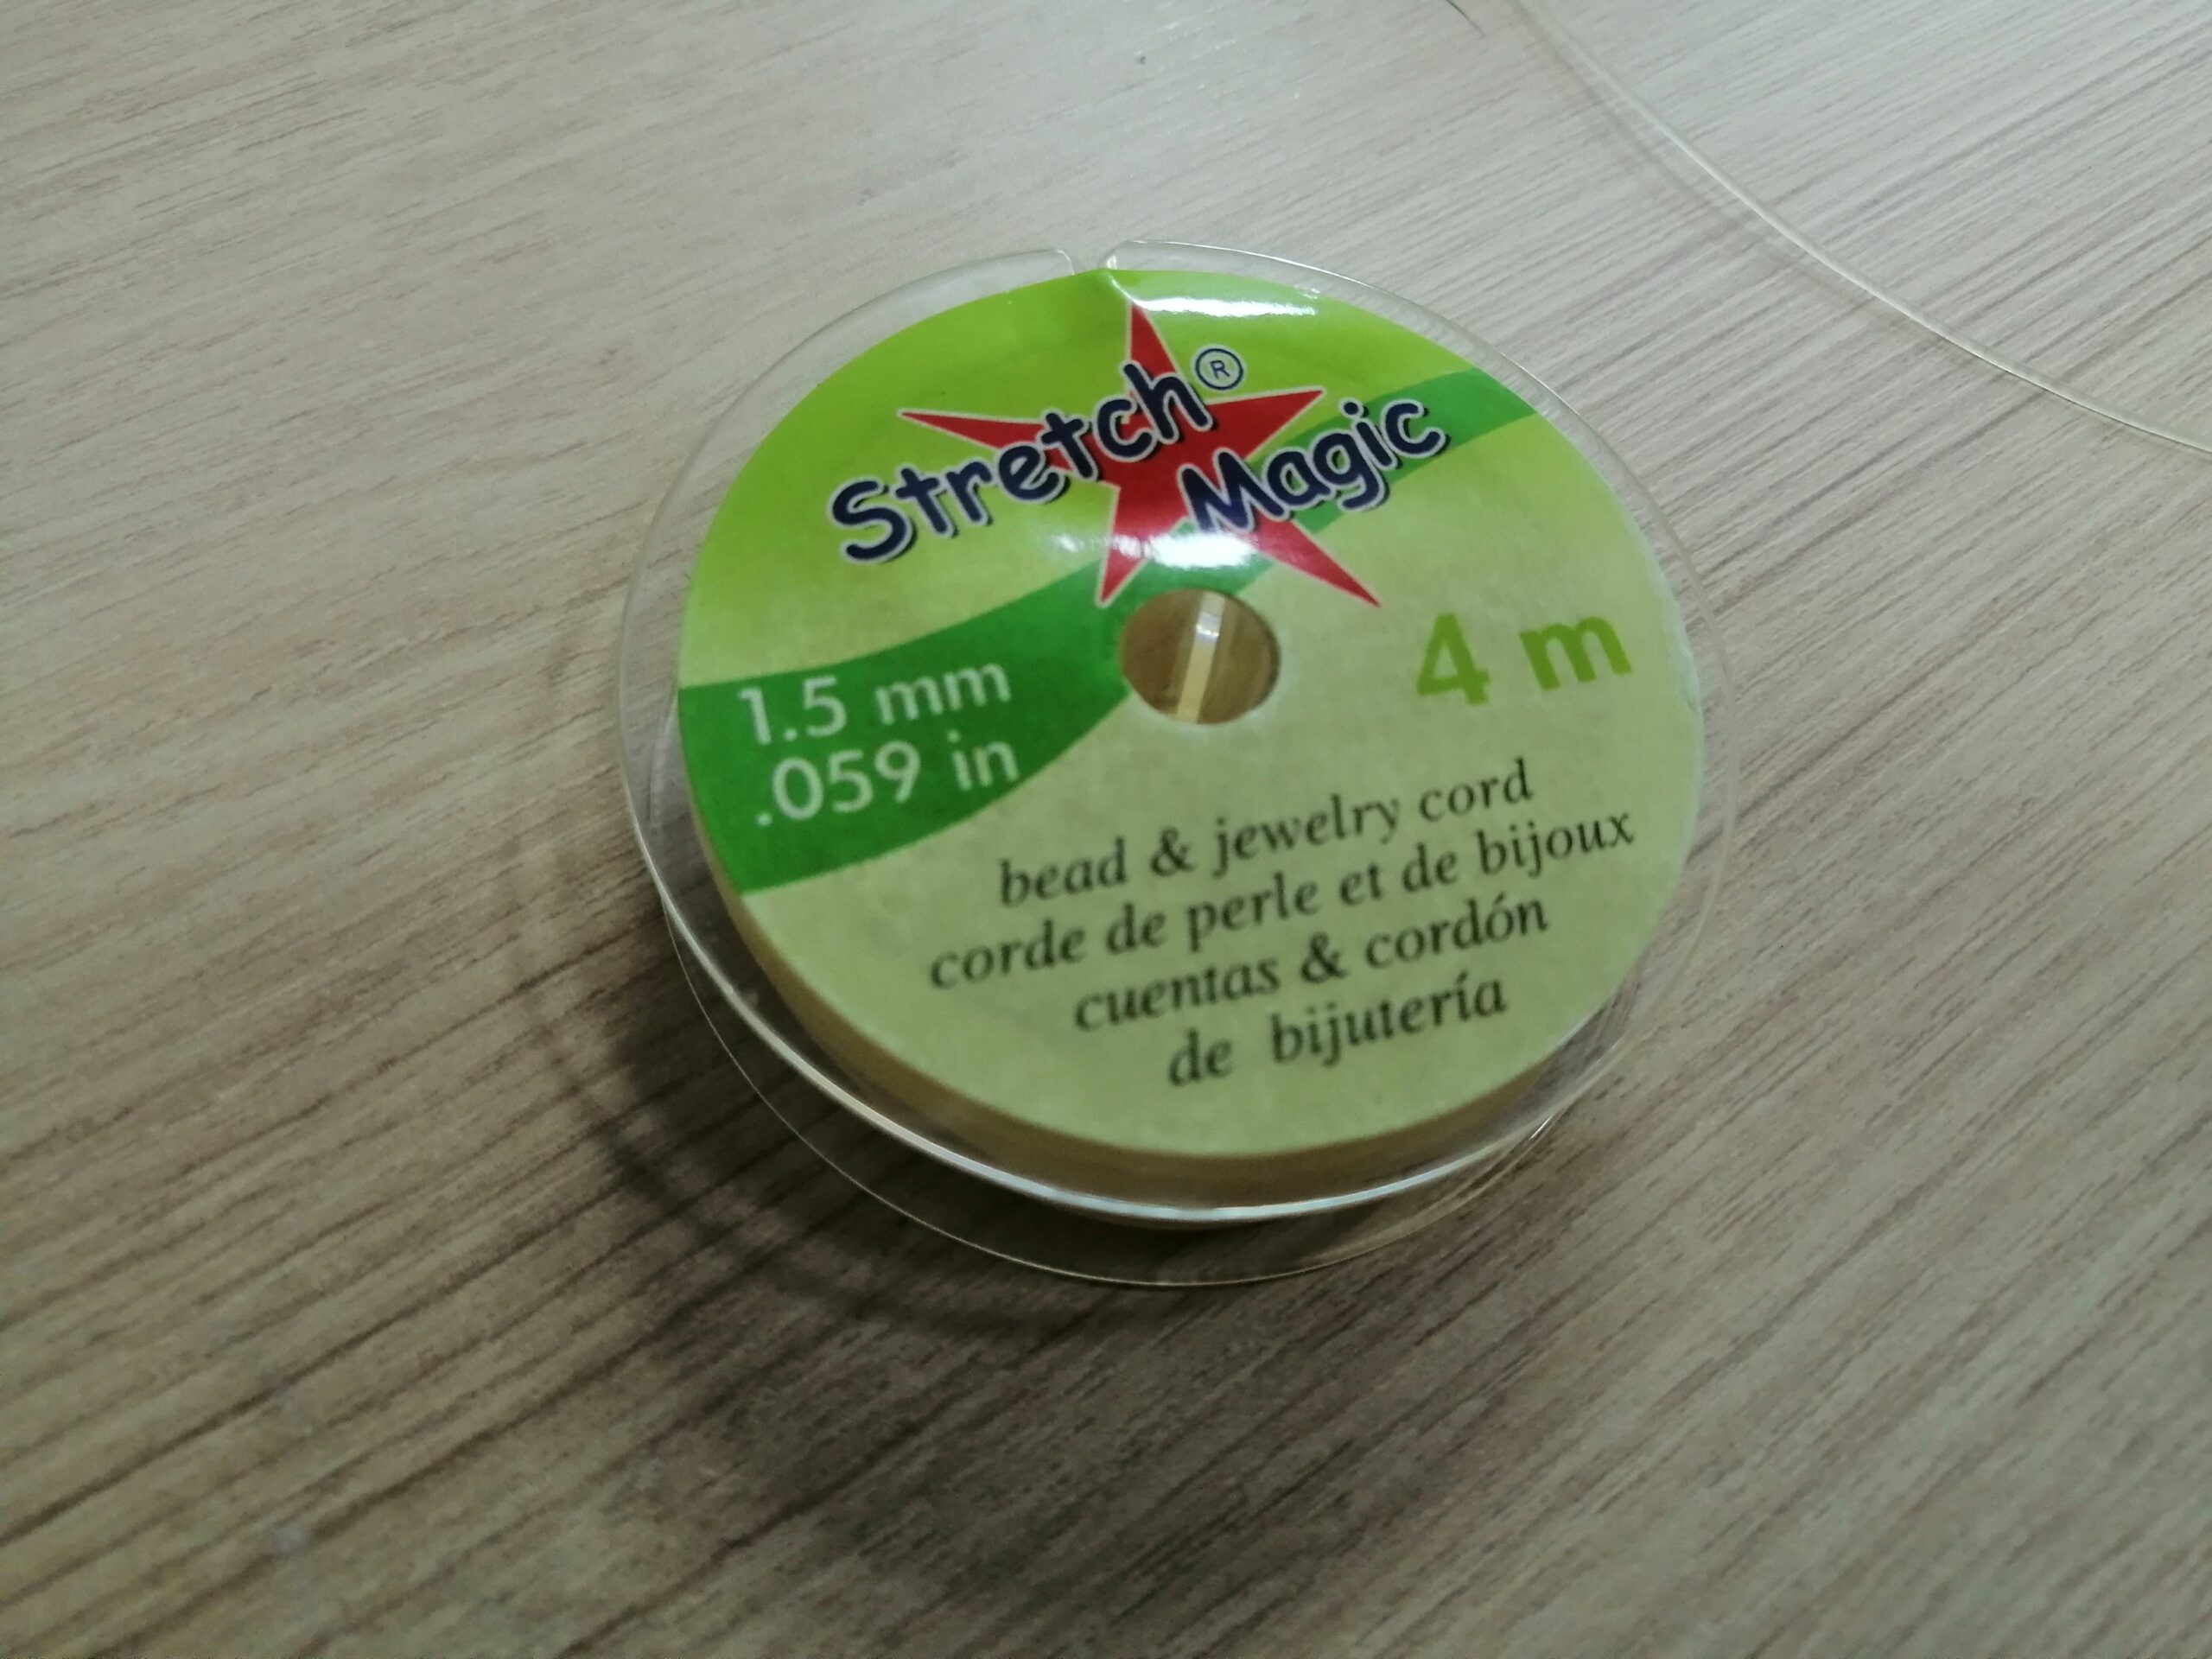 Stretch®
Magic
4 m
1.5 mm
.059 in
bead & jewelry cord
corde de perle et de bijoux
cuentas & cordón
de bijutería